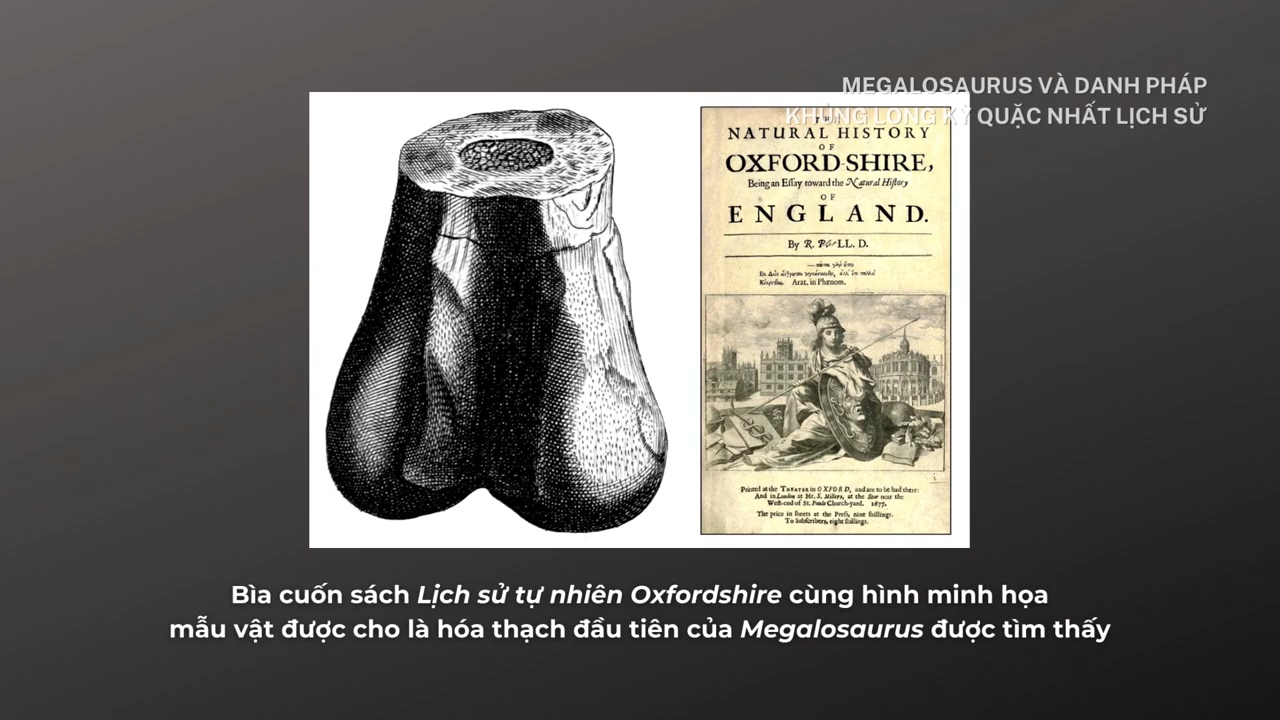 MEGALOSAURUS VÀ DANH PHÁP
KHỦNG LONG KỲ QUẶC NHẤT LỊCH SỬ
THE
NATURAL HISTORY
OF
OXFORD-SHIRE,
Being an Eſſay toward the Natural Hiſtory
OF
ENGLAND.
By R. P LL. D.
Arat. in Phænom.
Printed at the THEATER in OXFORD, and are to be had there:
And in London at Mr. S. Millers, at the Star near the
Weſt-end of St. Pauls Church-yard. 1677.
The price in ſheets at the Preſs, nine ſhillings.
To Subſcribers, eight ſhillings.
Bìa cuốn sách Lịch sử tự nhiên Oxfordshire cùng hình minh họa
mẫu vật được cho là hóa thạch đầu tiên của Megalosaurus được tìm thấy